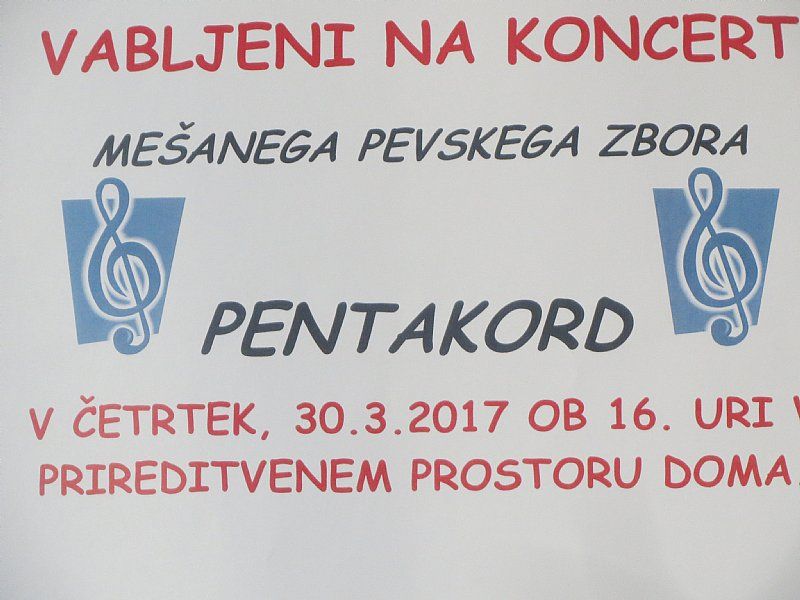 VABLJENI NA KONCERT
MEŠANEGA PEVSKEGA ZBORA
PENTAKORD
V ČETRTEK, 30.3.2017 OB 16. URI V
PRIREDITVENEM PROSTORU DOMA.